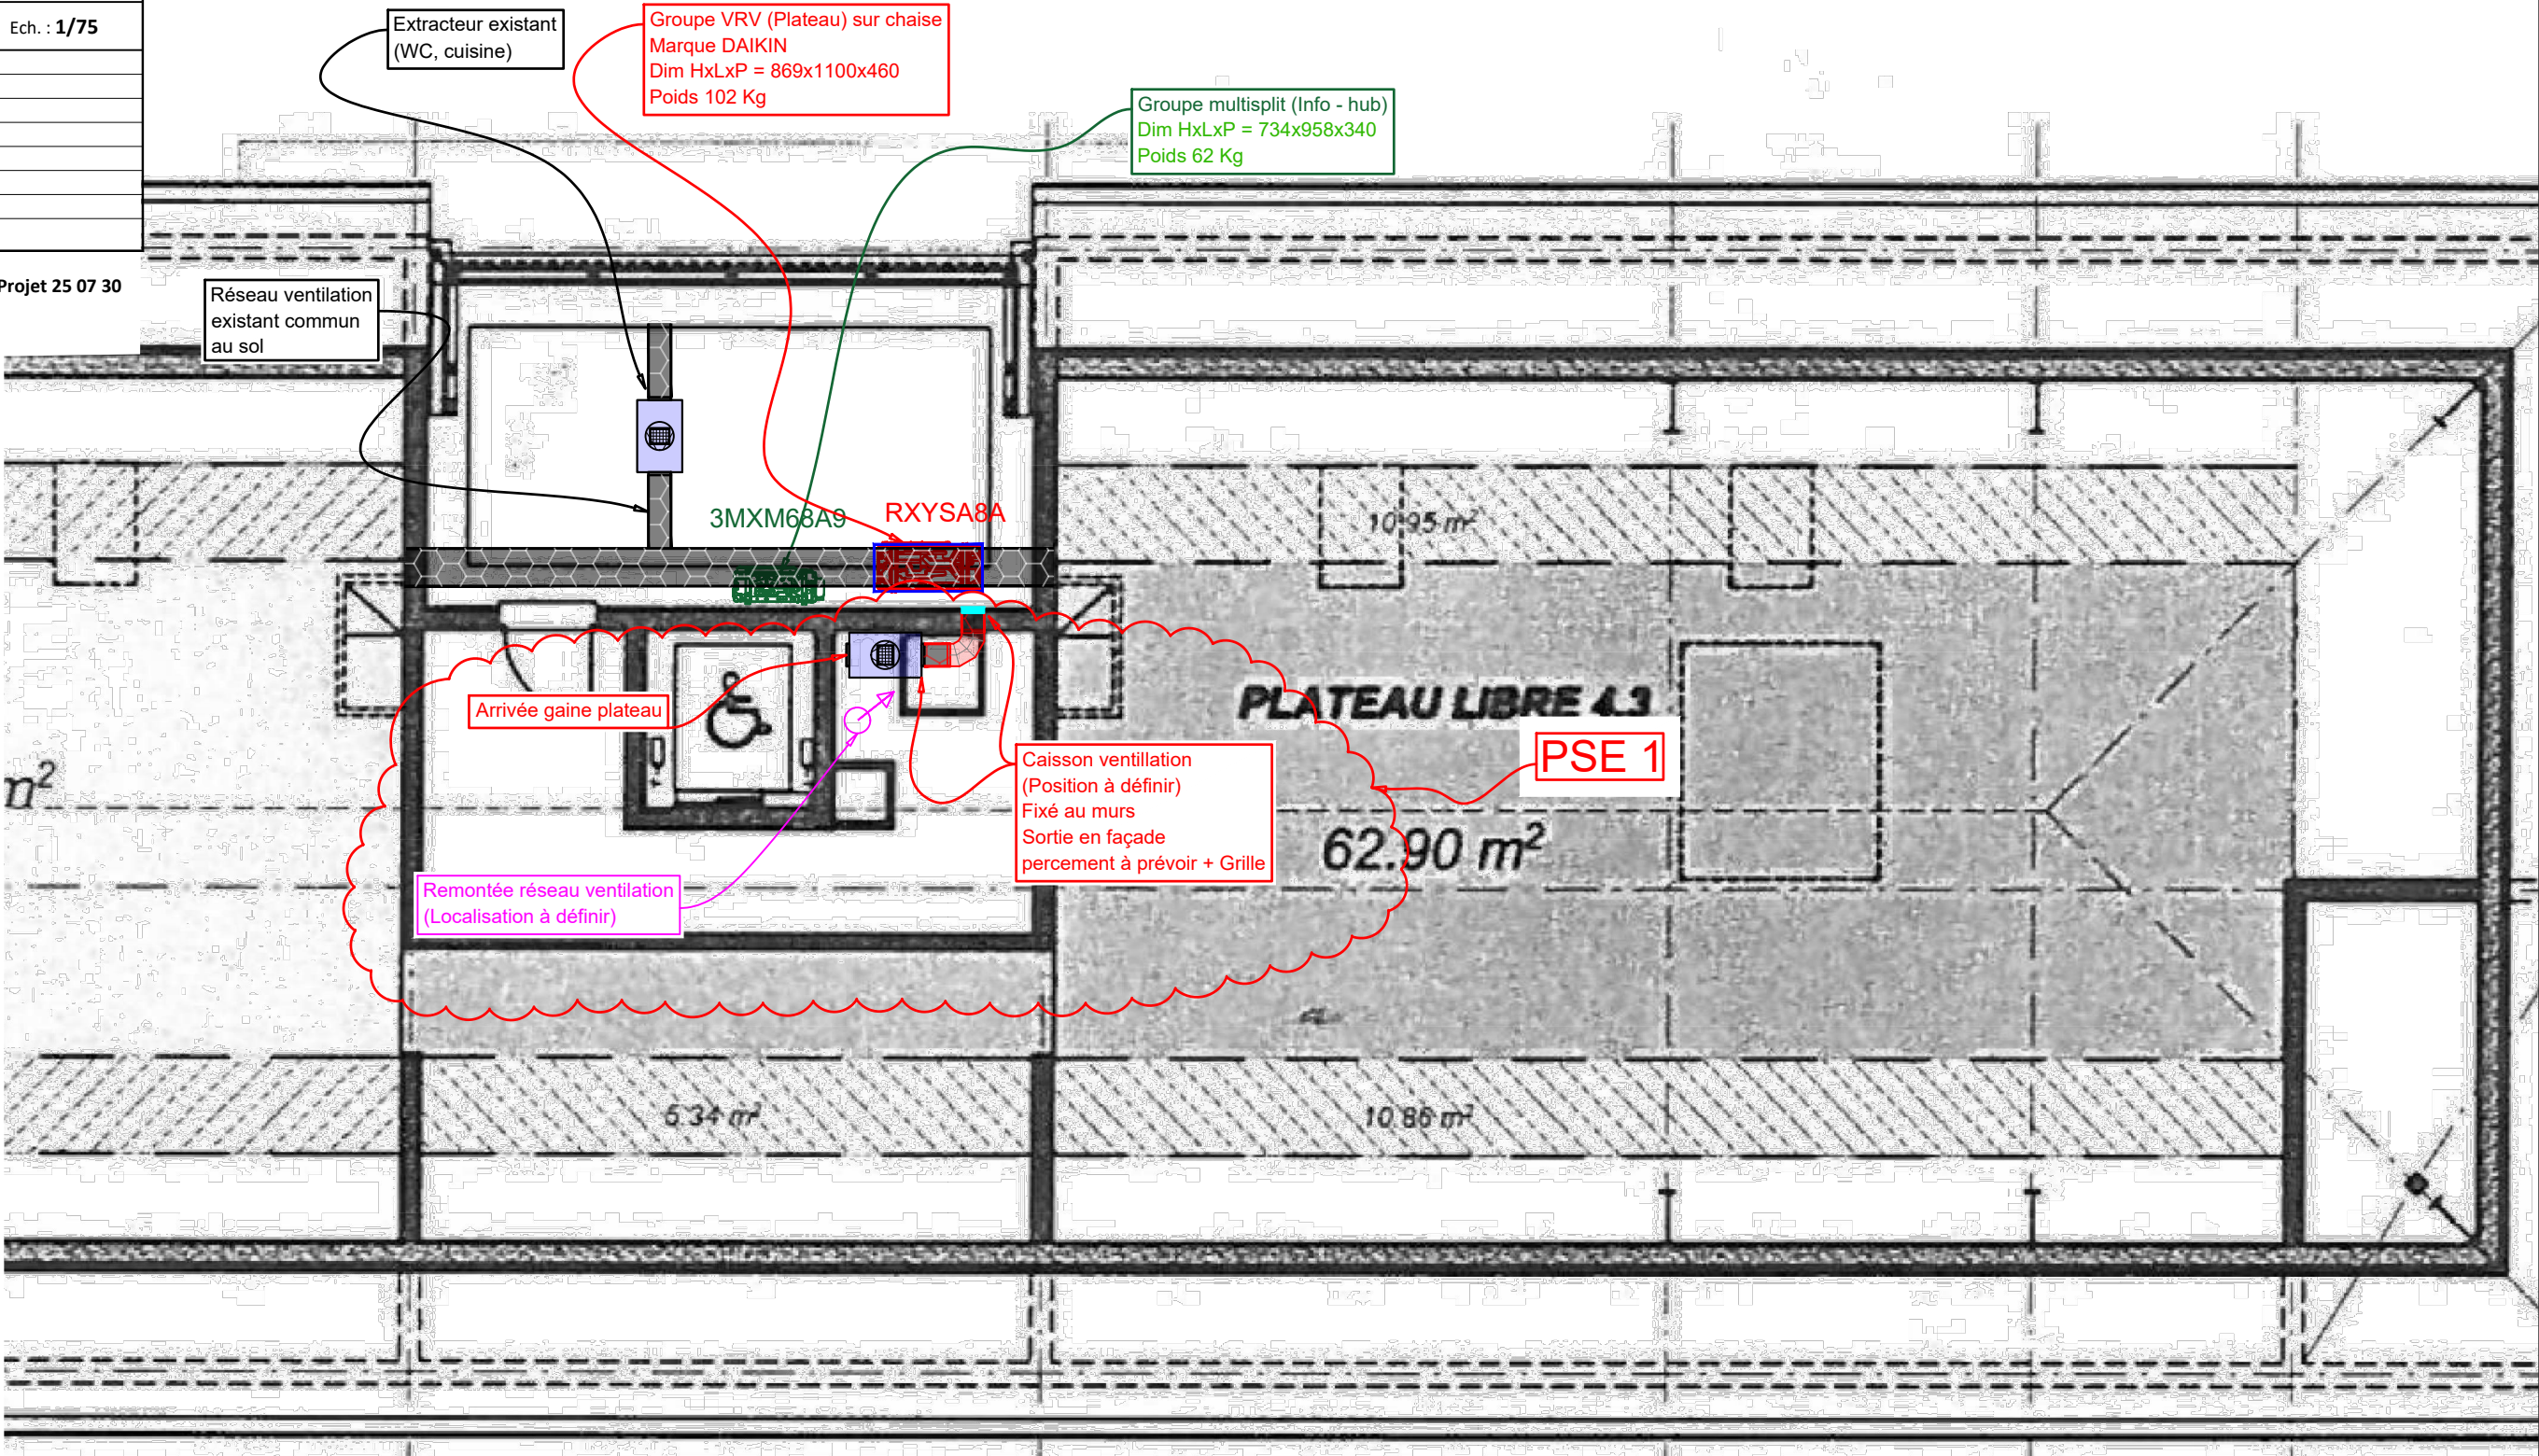 Ech. : 1/75
Projet 25 07 30
Extracteur existant
(WC, cuisine)
Groupe VRV (Plateau) sur chaise
Marque DAIKIN
Dim HxLxP = 869x1100x460
Poids 102 Kg
Groupe multisplit (Info - hub)
Dim HxLxP = 734x958x340
Poids 62 Kg
Réseau ventilation
existant commun
au sol
3MXM68A9
RXYSA8A
10.95 m²
Arrivée gaine plateau
PLATEAU LIBRE 4.3
PSE 1
m²
Caisson ventillation
(Position à définir)
Fixé au murs
Sortie en façade
percement à prévoir + Grille
62.90 m²
Remontée réseau ventilation
(Localisation à définir)
5.34 m²
10.86 m²